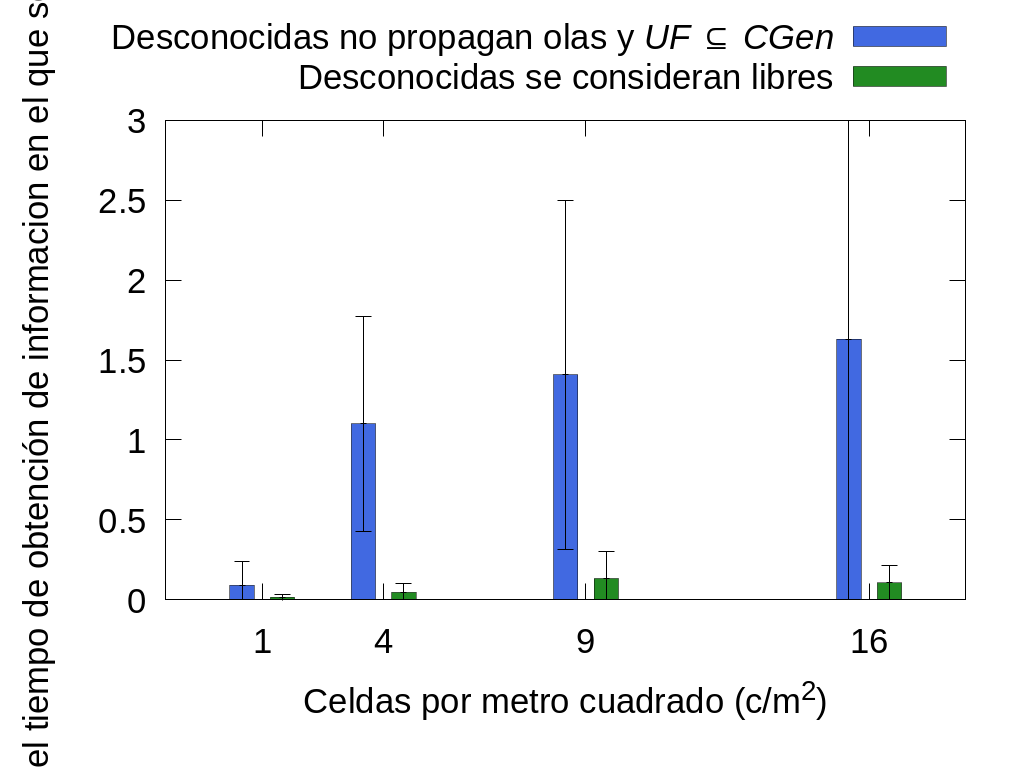 Desconocidas no propagan olas y UF ⊆ CGen
Desconocidas se consideran libres
el tiempo de obtención de informacion en el que
3
2.5
2
1.5
1
0.5
0
1 4 9 16
Celdas por metro cuadrado (c/m²)